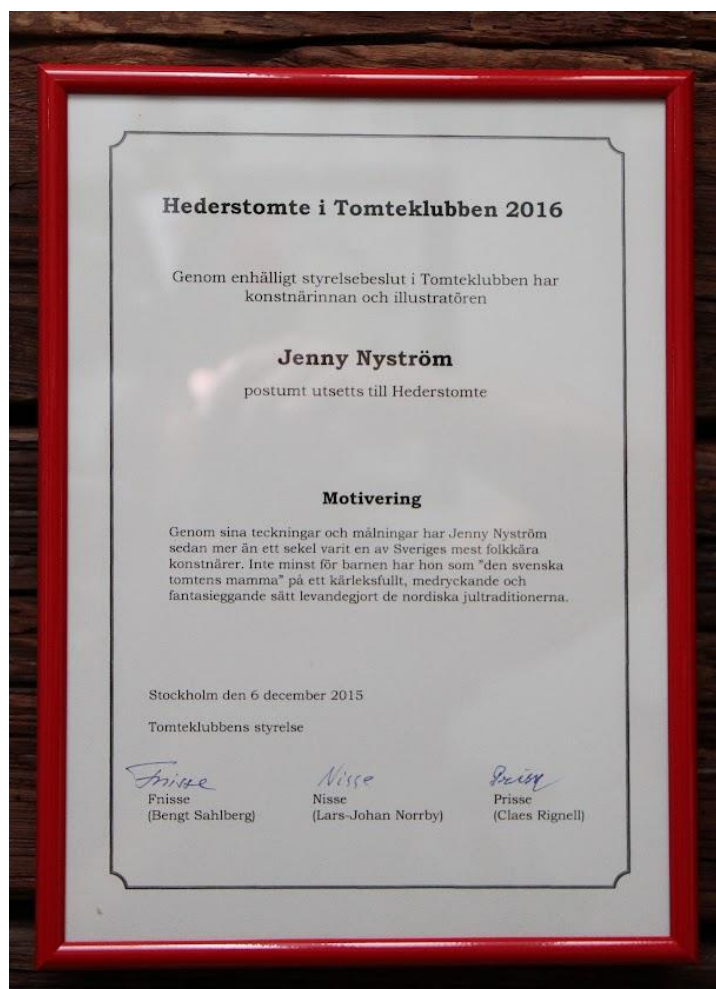 Hederstomte i Tomteklubben 2016
Genom enhälligt styrelsebeslut i Tomteklubben har
konstnärinnan och illustratören
Jenny Nyström
postumt utsetts till Hederstomte
Motivering
Genom sina teckningar och målningar har Jenny Nyström
sedan mer än ett sekel varit en av Sveriges mest folkkära
konstnärer. Inte minst för barnen har hon som "den svenska
tomtens mamma" på ett kärleksfullt, medryckande och
fantasieggande sätt levandegjort de nordiska jultraditionerna.
Stockholm den 6 december 2015
Tomteklubbens styrelse
Fnisse Nisse Prisse
Fnisse Nisse Prisse
(Bengt Sahlberg) (Lars-Johan Norrby) (Claes Rignell)